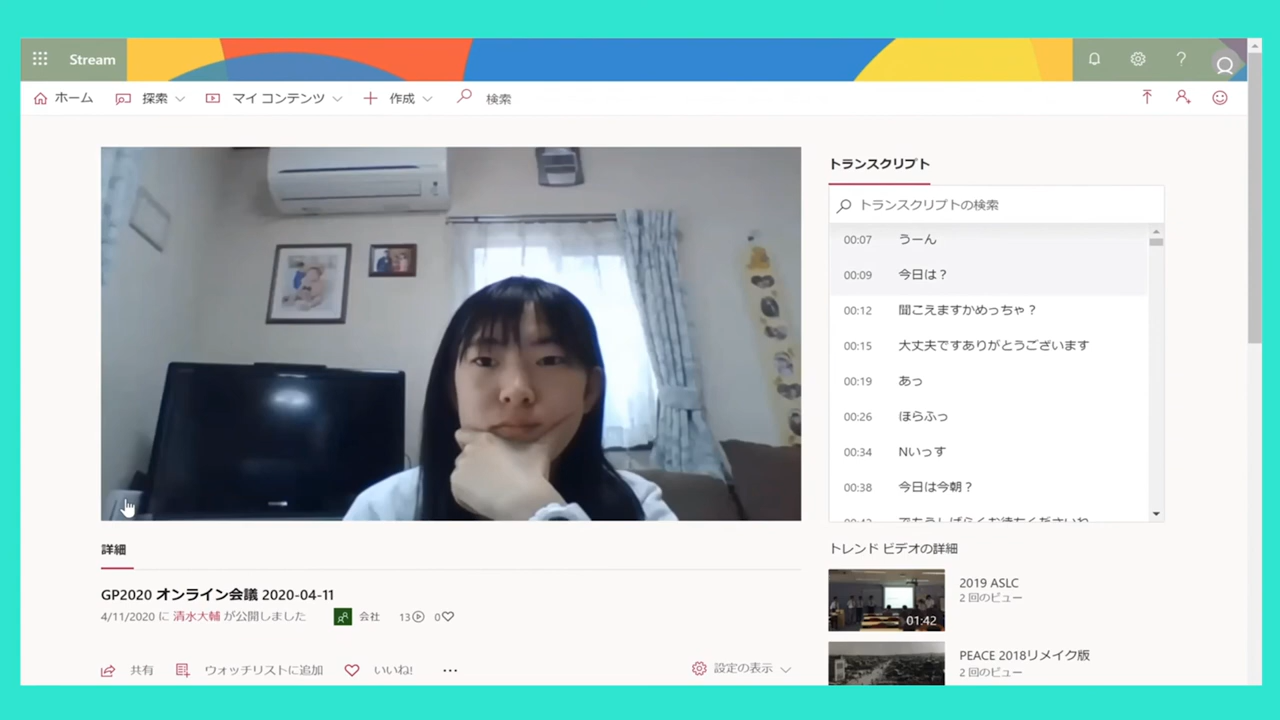 Stream
ホーム 探索 マイ コンテンツ 作成 検索
トランスクリプト
トランスクリプトの検索
00:07 うーん
00:09 今日は？
00:12 聞こえますかめっちゃ？
00:15 大丈夫ですありがとうございます
00:19 あっ
00:26 ほらふっ
00:34 Nいっす
00:38 今日は今朝？
詳細
GP2020 オンライン会議 2020-04-11
4/11/2020 に 清水大輔 が公開しました 会社 13 0
共有 ウォッチリストに追加 いいね! ... 設定の表示
トレンド ビデオの詳細
2019 ASLC
2 回のビュー
01:42
PEACE 2018リメイク版
2 回のビュー